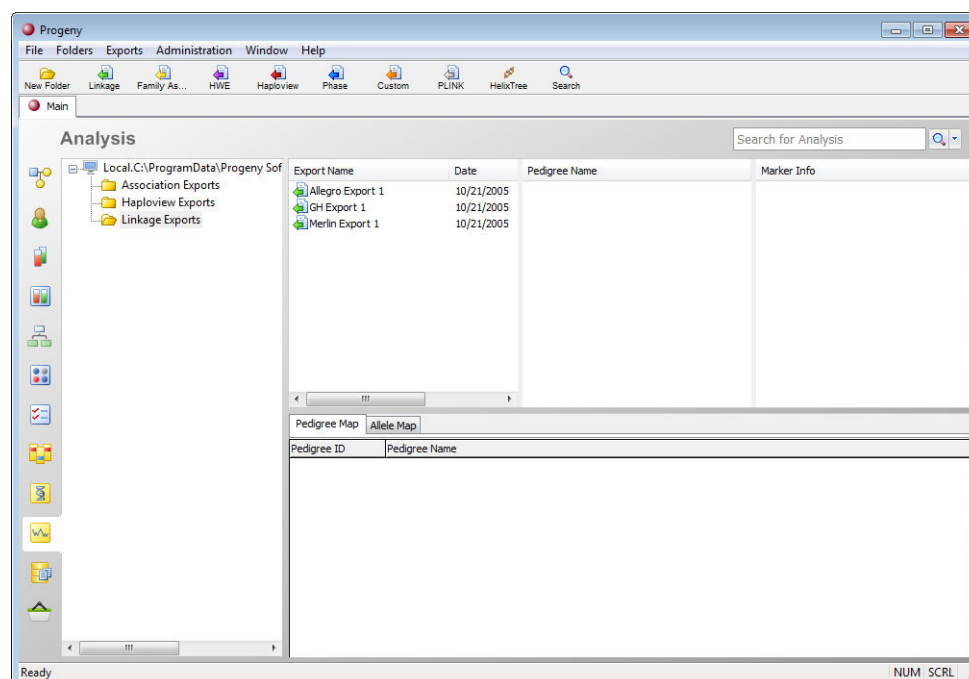 Progeny
File Folders Exports Administration Window Help
New Folder Linkage Family As... HWE Haploview Phase Custom PLINK HelixTree Search
Main
Analysis
Search for Analysis
Local.C:\ProgramData\Progeny Sof
Association Exports
Haploview Exports
Linkage Exports
Export Name Date Pedigree Name Marker Info
Allegro Export 1 10/21/2005
GH Export 1 10/21/2005
Merlin Export 1 10/21/2005
Pedigree Map Allele Map
Pedigree ID Pedigree Name
Ready NUM SCRL